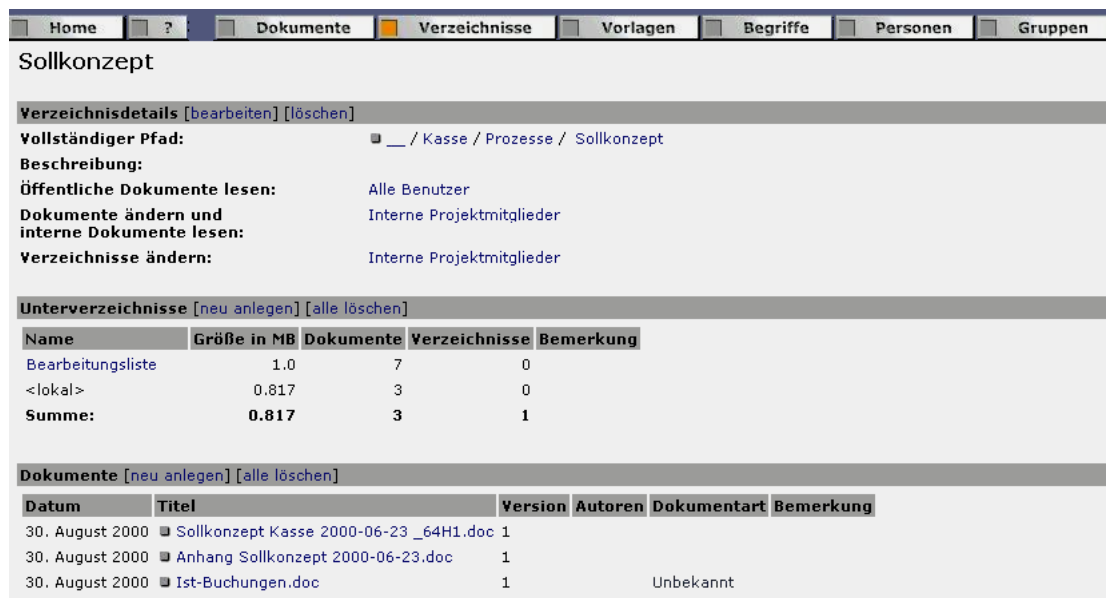 Home ? Dokumente Verzeichnisse Vorlagen Begriffe Personen Gruppen
Sollkonzept
Verzeichnisdetails [bearbeiten] [löschen]
Vollständiger Pfad: __ / Kasse / Prozesse / Sollkonzept
Beschreibung:
Öffentliche Dokumente lesen: Alle Benutzer
Dokumente ändern und Interne Projektmitglieder
interne Dokumente lesen:
Verzeichnisse ändern: Interne Projektmitglieder
Unterverzeichnisse [neu anlegen] [alle löschen]
Name Größe in MB Dokumente Verzeichnisse Bemerkung
Bearbeitungsliste 1.0 7 0
<lokal> 0.817 3 0
Summe: 0.817 3 1
Dokumente [neu anlegen] [alle löschen]
Datum Titel Version Autoren Dokumentart Bemerkung
30. August 2000 Sollkonzept Kasse 2000-06-23 _64H1.doc 1
30. August 2000 Anhang Sollkonzept 2000-06-23.doc 1
30. August 2000 Ist-Buchungen.doc 1 Unbekannt